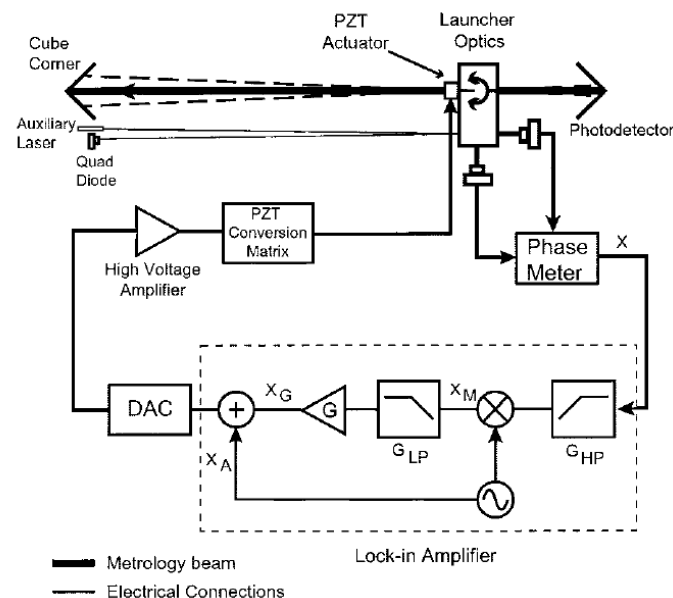 PZT
Actuator
Launcher
Optics
Cube
Corner
Auxiliary
Laser
Quad
Diode
Photodetector
PZT
Conversion
Matrix
High Voltage
Amplifier
Phase
Meter
X
DAC
X_G
G
X_M
G_LP
G_HP
X_A
Lock-in Amplifier
Metrology beam
Electrical Connections